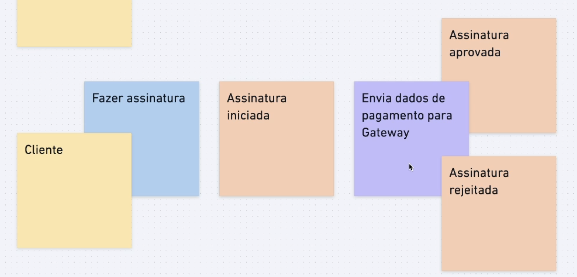 Cliente
Fazer assinatura
Assinatura
iniciada
Envia dados de
pagamento para
Gateway
Assinatura
aprovada
Assinatura
rejeitada